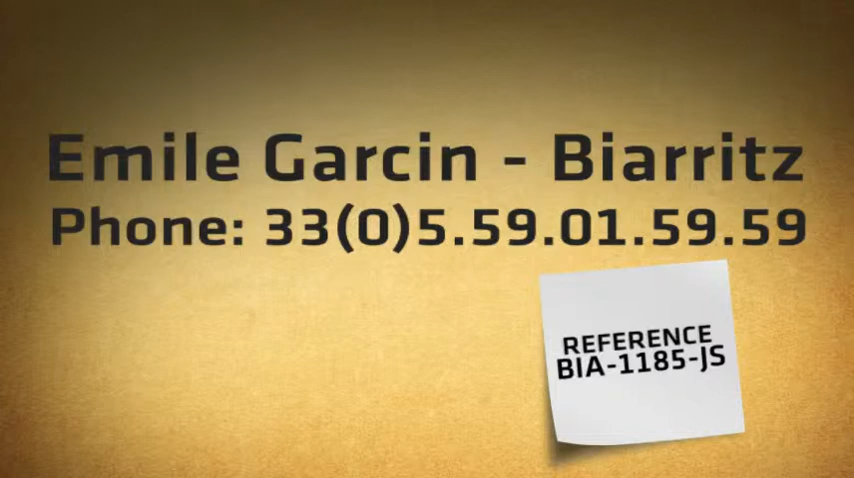 Emile Garcin - Biarritz
Phone: 33(0)5.59.01.59.59
REFERENCE
BIA-1185-JS